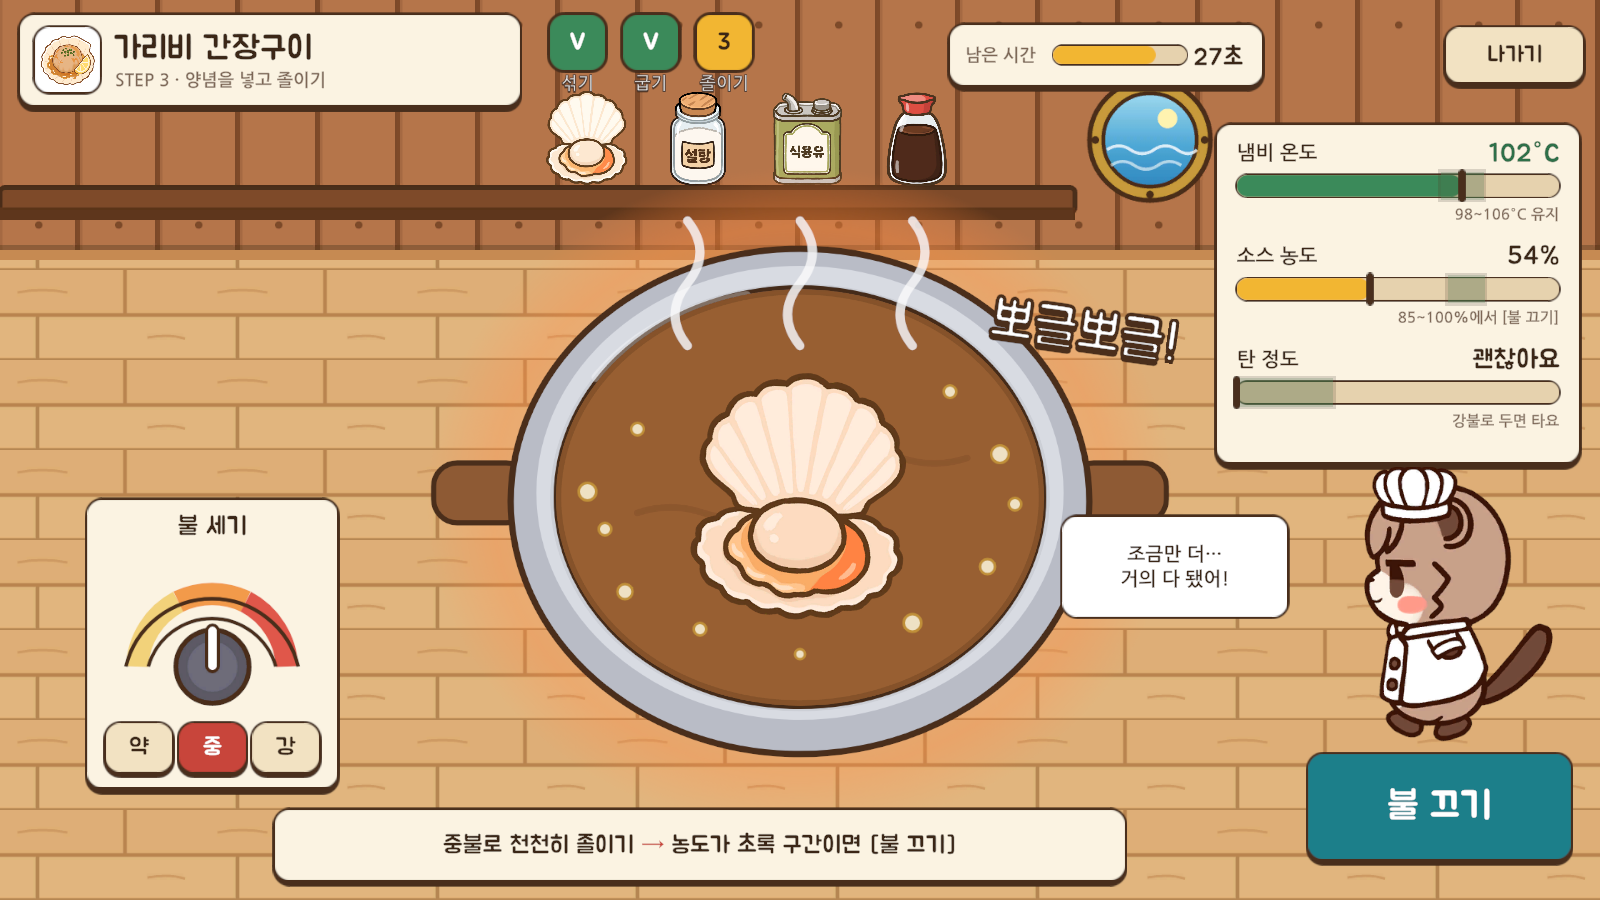 가리비 간장구이
STEP 3 · 양념을 넣고 졸이기
V
V
3
섞기
굽기
졸이기
남은 시간
27초
나가기
설탕
식용유
냄비 온도
102°C
98~106°C 유지
소스 농도
54%
85~100%에서 [불 끄기]
탄 정도
괜찮아요
강불로 두면 타요
뽀글뽀글!
조금만 더…
거의 다 됐어!
불 세기
약
중
강
불 끄기
중불로 천천히 졸이기 → 농도가 초록 구간이면 [불 끄기]